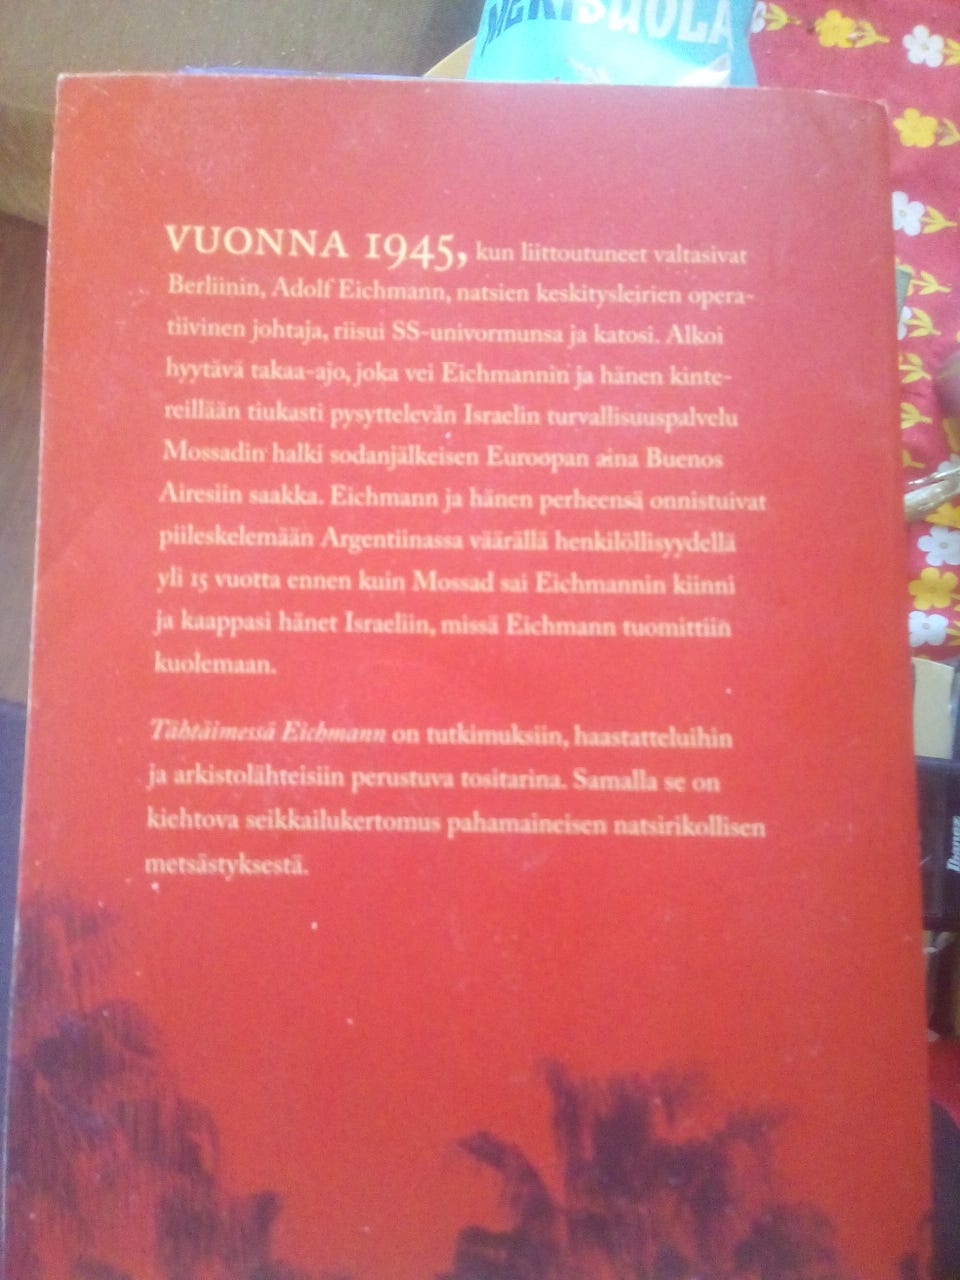 MERISUOLA
VUONNA 1945, kun liittoutuneet valtasivat
Berliinin, Adolf Eichmann, natsien keskitysleirien opera-
tiivinen johtaja, riisui SS-univormunsa ja katosi. Alkoi
hyytävä takaa-ajo, joka vei Eichmannin ja hänen kinte-
reillään tiukasti pysyttelevän Israelin turvallisuuspalvelu
Mossadin halki sodanjälkeisen Euroopan aina Buenos
Airesiin saakka. Eichmann ja hänen perheensä onnistuivat
piileskelemään Argentiinassa väärällä henkilöllisyydellä
yli 15 vuotta ennen kuin Mossad sai Eichmannin kiinni
ja kaappasi hänet Israeliin, missä Eichmann tuomittiin
kuolemaan.
Tähtäimessä Eichmann on tutkimuksiin, haastatteluihin
ja arkistolähteisiin perustuva tositarina. Samalla se on
kiehtova seikkailukertomus pahamaineisen natsirikollisen
metsästyksestä.
Ibanez